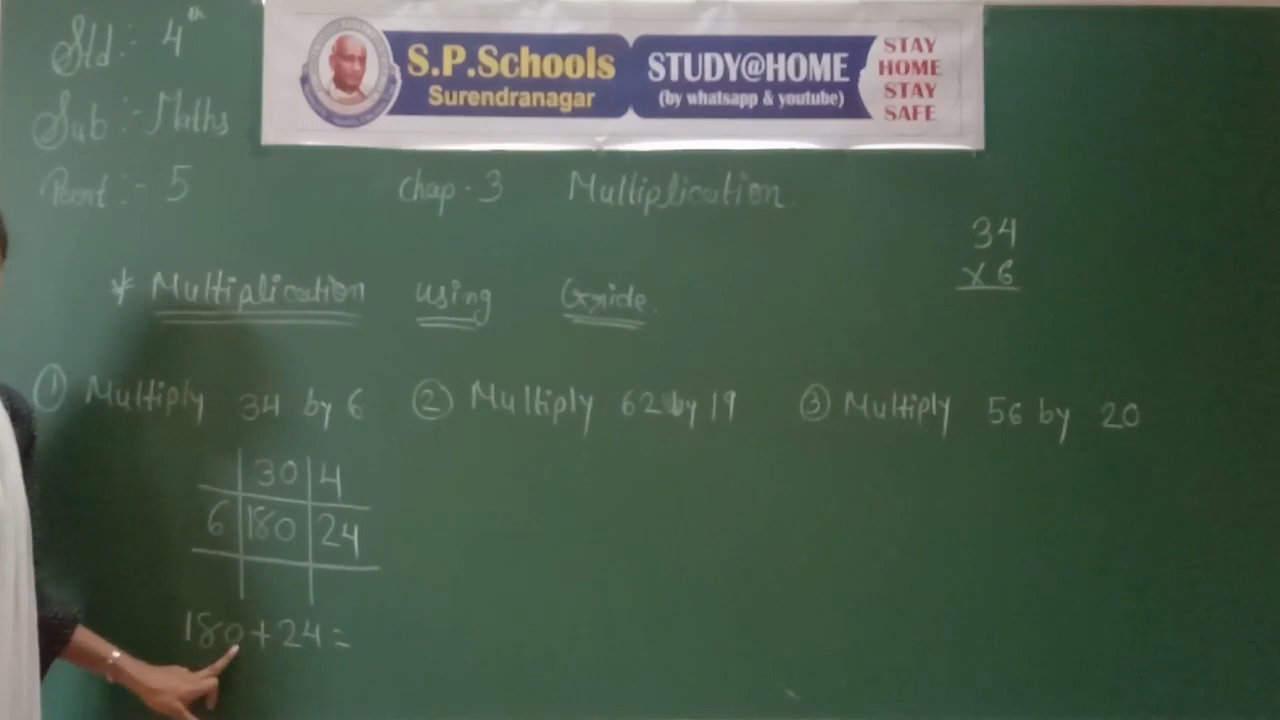 Std :- 4th
Sub :- Maths
Part :- 5
S.P.Schools
Surendranagar
STUDY@HOME
(by whatsapp & youtube)
STAY
HOME
STAY
SAFE
Chap - 3 Multiplication.
34
x 6
* Multiplication using Gride.
① Multiply 34 by 6
② Multiply 62 by 19
③ Multiply 56 by 20
30 4
6 180 24
180 + 24 =